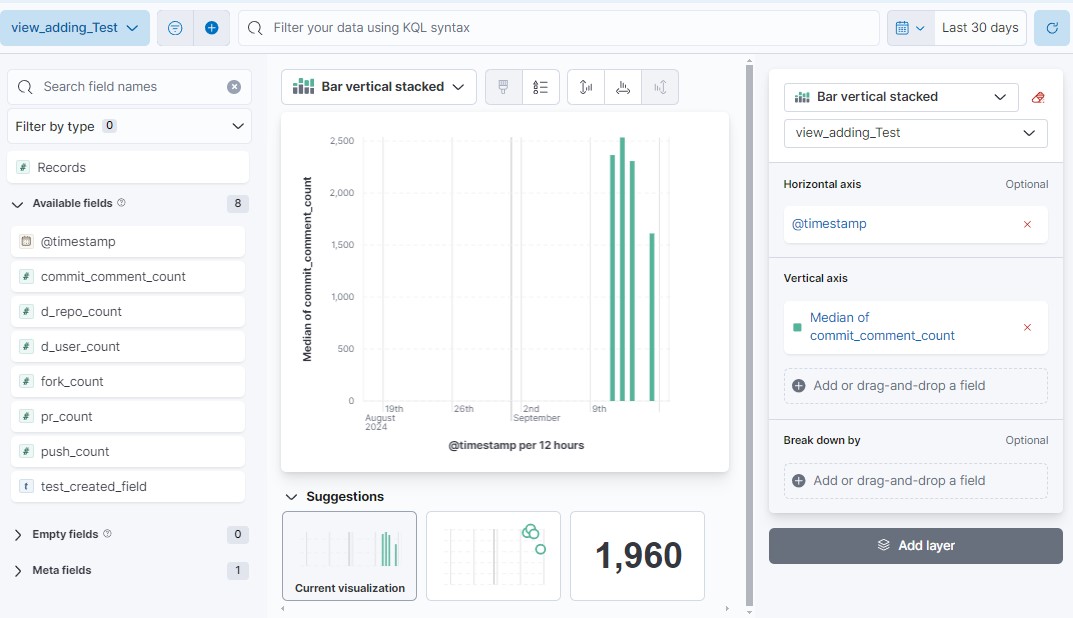 view_adding_Test
Filter your data using KQL syntax
Last 30 days
Search field names
Filter by type 0
Records
Available fields 8
@timestamp
commit_comment_count
d_repo_count
d_user_count
fork_count
pr_count
push_count
t test_created_field
Empty fields 0
Meta fields 1
Bar vertical stacked
2,500
2,000
1,500
1,000
500
0
Median of commit_comment_count
19th
August
2024
26th
2nd
September
9th
@timestamp per 12 hours
Suggestions
Current visualization
1,960
Bar vertical stacked
view_adding_Test
Horizontal axis Optional
@timestamp
Vertical axis
Median of
commit_comment_count
Add or drag-and-drop a field
Break down by Optional
Add or drag-and-drop a field
Add layer